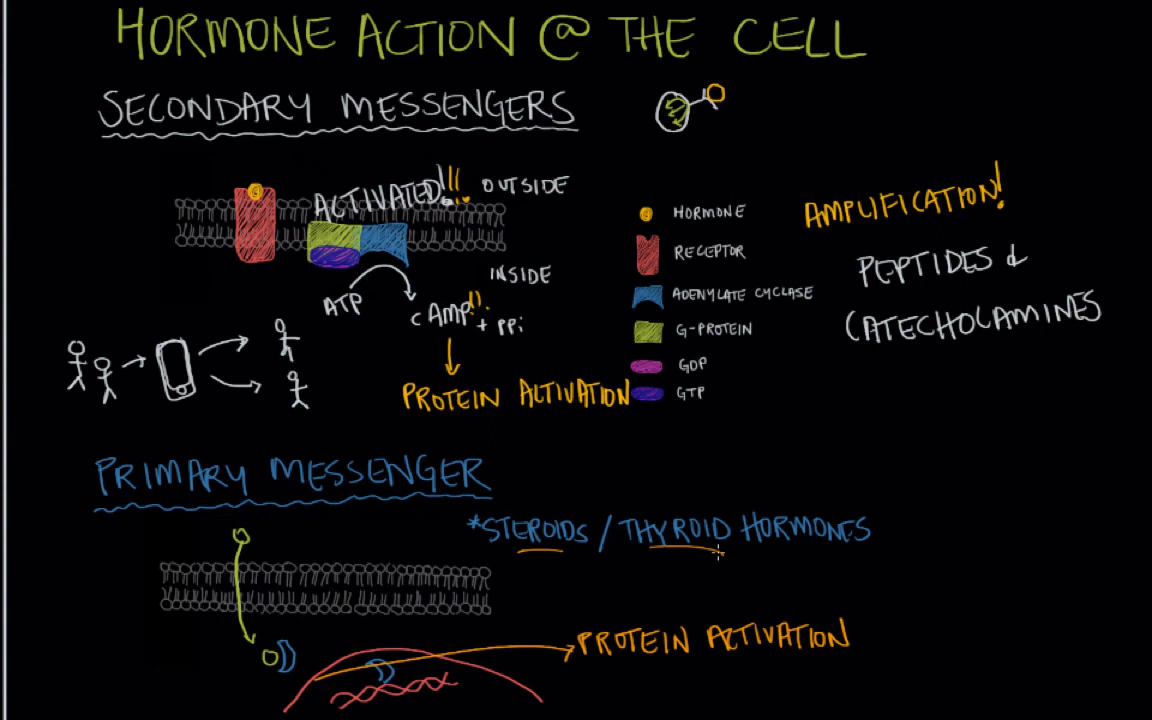 HORMONE ACTION @ THE CELL
SECONDARY MESSENGERS
ACTIVATED!!!
OUTSIDE
INSIDE
ATP
cAMP!!
+ PPi
PROTEIN ACTIVATION
HORMONE
RECEPTOR
ADENYLATE CYCLASE
G-PROTEIN
GDP
GTP
AMPLIFICATION!
PEPTIDES &
CATECHOLAMINES
PRIMARY MESSENGER
*STEROIDS / THYROID HORMONES
PROTEIN ACTIVATION